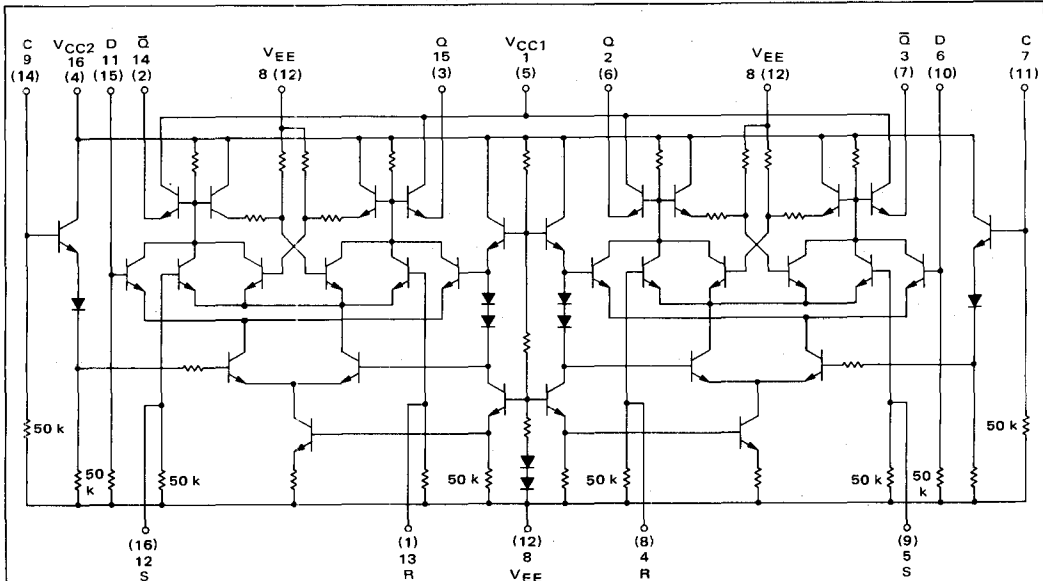 C V CC2 D Q̅ VEE Q VCC1 Q VEE Q̅ D C
9 16 11 14 8 (12) 15 1 2 8 (12) 3 6 7
(14) (4) (15) (2) (3) (5) (6) (7) (10) (11)
50 k
50 k
50 k
50 k
50 k
50 k
50 k
50 k
(16) (1) (12) (8) (9)
12 13 8 4 5
S R VEE R S